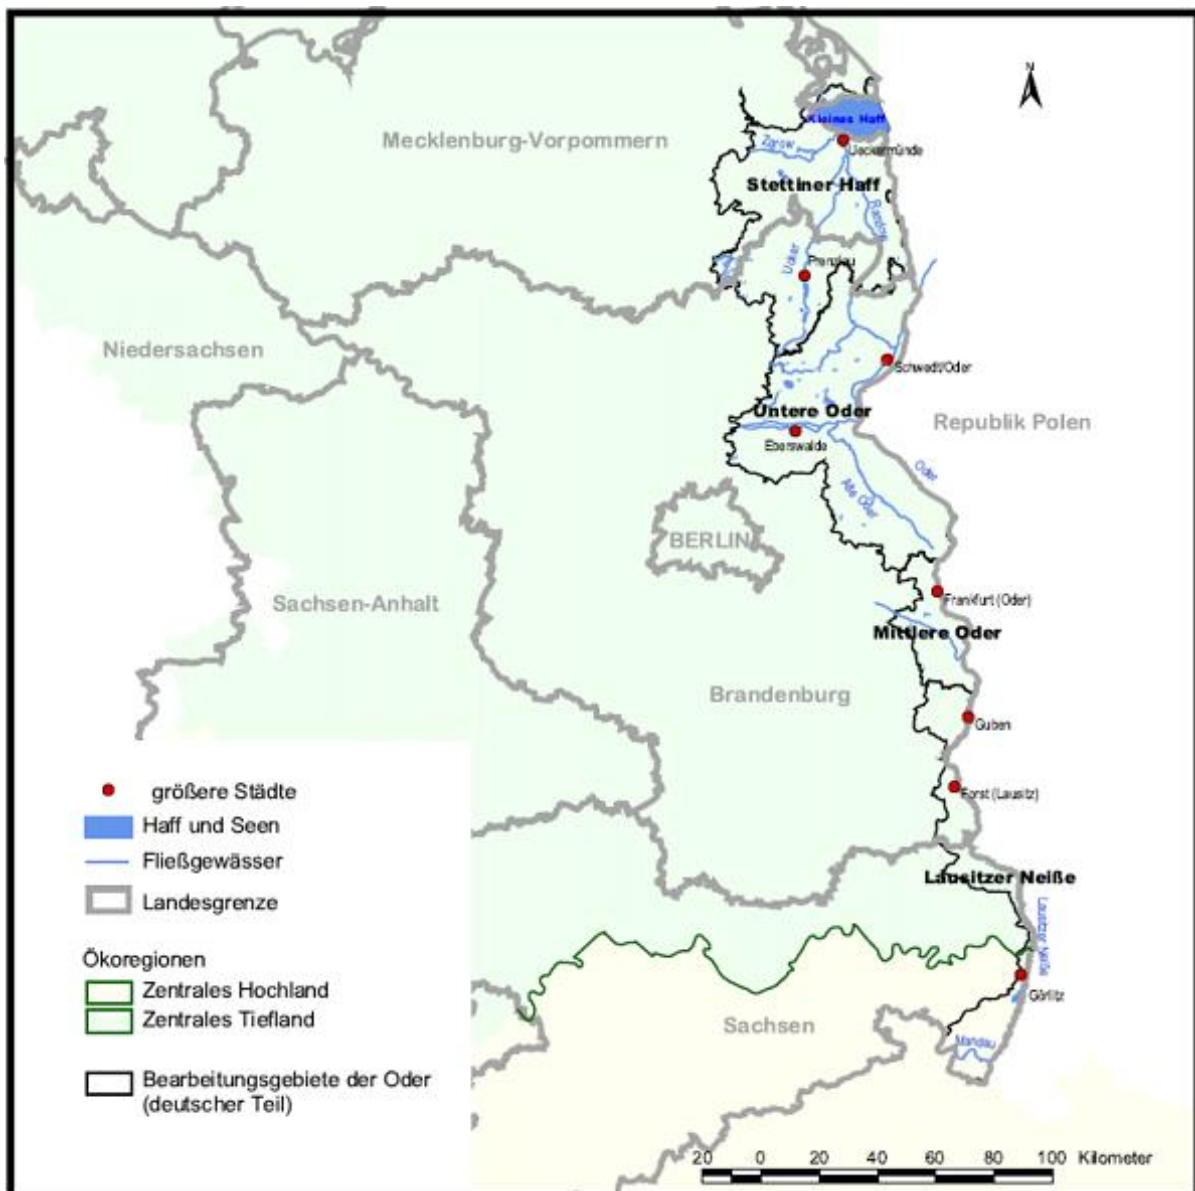 N
Kleines Haff
Mecklenburg-Vorpommern
Zarow
Ueckermünde
Stettiner Haff
Randow
Ucker
Prenzlau
Niedersachsen
Schwedt/Oder
Untere Oder
Republik Polen
Eberswalde
Oder
Alte Oder
BERLIN
Sachsen-Anhalt
Frankfurt (Oder)
Mittlere Oder
Brandenburg
Guben
größere Städte
Forst (Lausitz)
Haff und Seen
Fließgewässer
Lausitzer Neiße
Landesgrenze
Lausitzer Neiße
Ökoregionen
Zentrales Hochland
Görlitz
Zentrales Tiefland
Sachsen
Mandau
Bearbeitungsgebiete der Oder
(deutscher Teil)
20 0 20 40 60 80 100 Kilometer